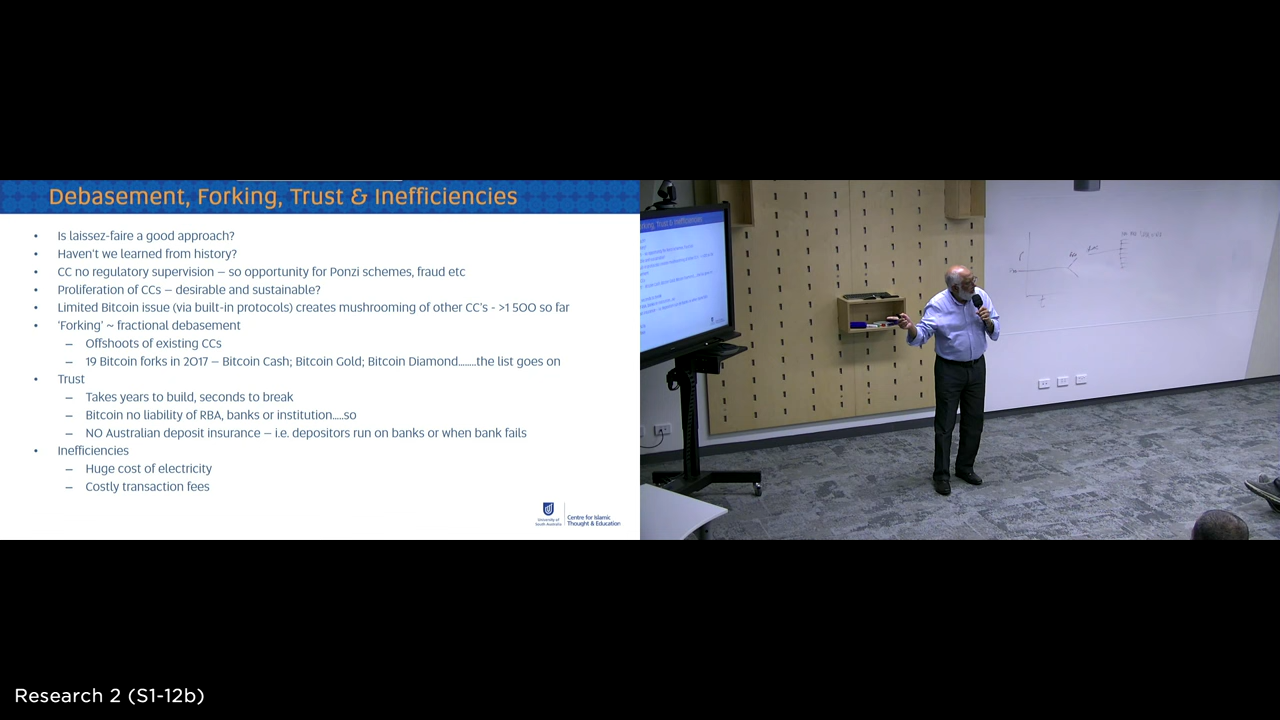 Debasement, Forking, Trust & Inefficiencies
• Is laissez-faire a good approach?
• Haven't we learned from history?
• CC no regulatory supervision – so opportunity for Ponzi schemes, fraud etc
• Proliferation of CCs – desirable and sustainable?
• Limited Bitcoin issue (via built-in protocols) creates mushrooming of other CC's - >1 500 so far
• 'Forking' ~ fractional debasement
– Offshoots of existing CCs
– 19 Bitcoin forks in 2017 – Bitcoin Cash; Bitcoin Gold; Bitcoin Diamond........the list goes on
• Trust
– Takes years to build, seconds to break
– Bitcoin no liability of RBA, banks or institution.....so
– NO Australian deposit insurance – i.e. depositors run on banks or when bank fails
• Inefficiencies
– Huge cost of electricity
– Costly transaction fees
University of
South Australia
Centre for Islamic
Thought & Education
Trust & Inefficiencies
Research 2 (S1-12b)